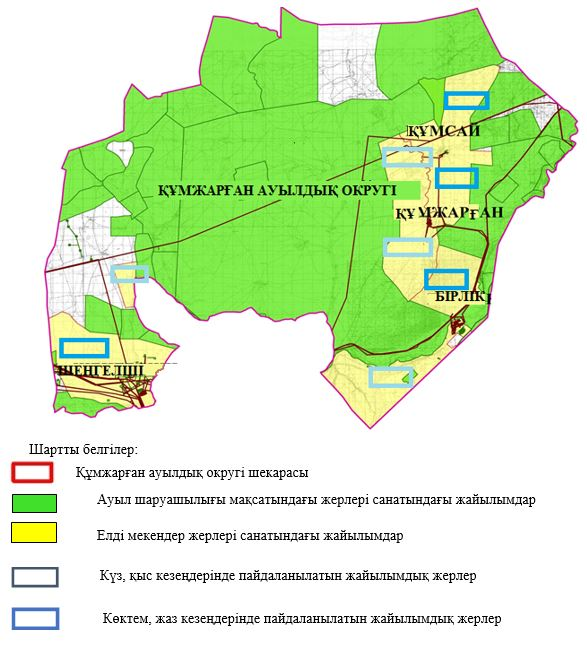 ҚҰМСАЙ
ҚҰМЖАРҒАН АУЫЛДЫҚ ОКРУГІ
ҚҰМЖАРҒАН
БІРЛІК
ШЕНГЕЛШІ
Шартты белгілер:
Құмжарған ауылдық округі шекарасы
Ауыл шаруашылығы мақсатындағы жерлері санатындағы жайылымдар
Елді мекендер жерлері санатындағы жайылымдар
Күз, қыс кезеңдерінде пайдаланылатын жайылымдық жерлер
Көктем, жаз кезеңдерінде пайдаланылатын жайылымдық жерлер